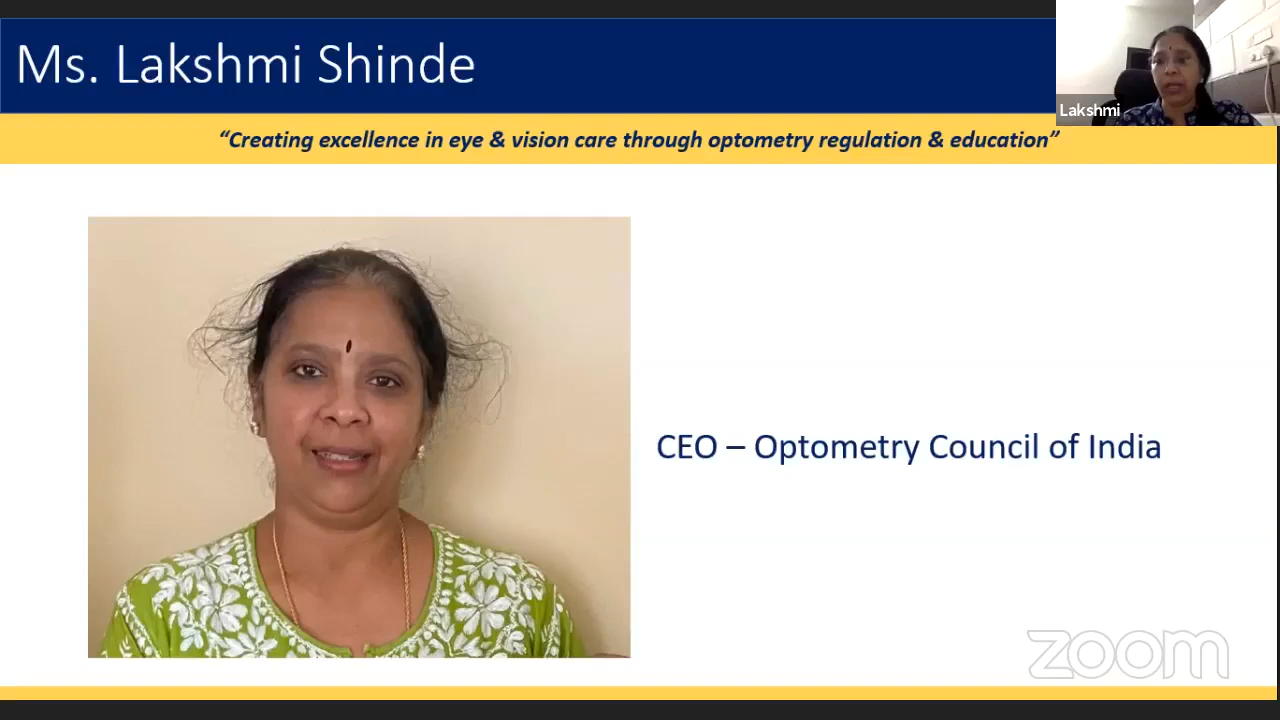 Ms. Lakshmi Shinde
Lakshmi
“Creating excellence in eye & vision care through optometry regulation & education”
CEO – Optometry Council of India
zoom